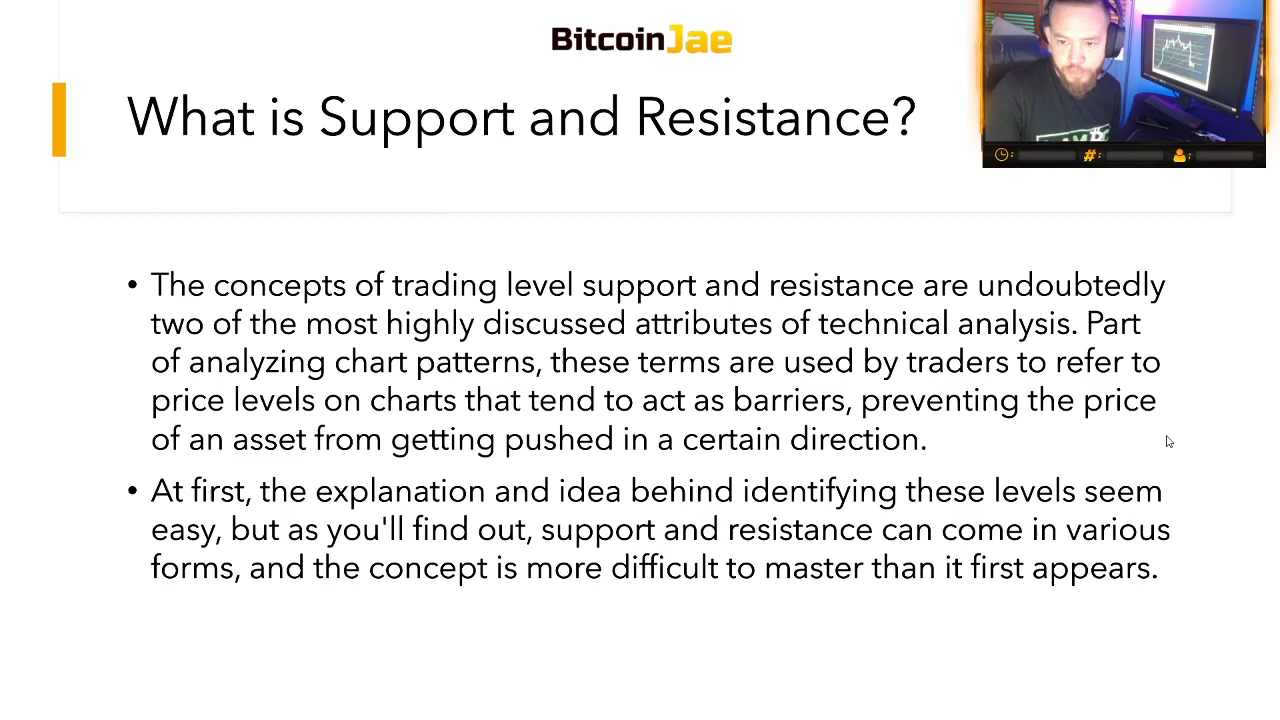 BitcoinJae
What is Support and Resistance?
• The concepts of trading level support and resistance are undoubtedly
two of the most highly discussed attributes of technical analysis. Part
of analyzing chart patterns, these terms are used by traders to refer to
price levels on charts that tend to act as barriers, preventing the price
of an asset from getting pushed in a certain direction.
• At first, the explanation and idea behind identifying these levels seem
easy, but as you'll find out, support and resistance can come in various
forms, and the concept is more difficult to master than it first appears.
#: